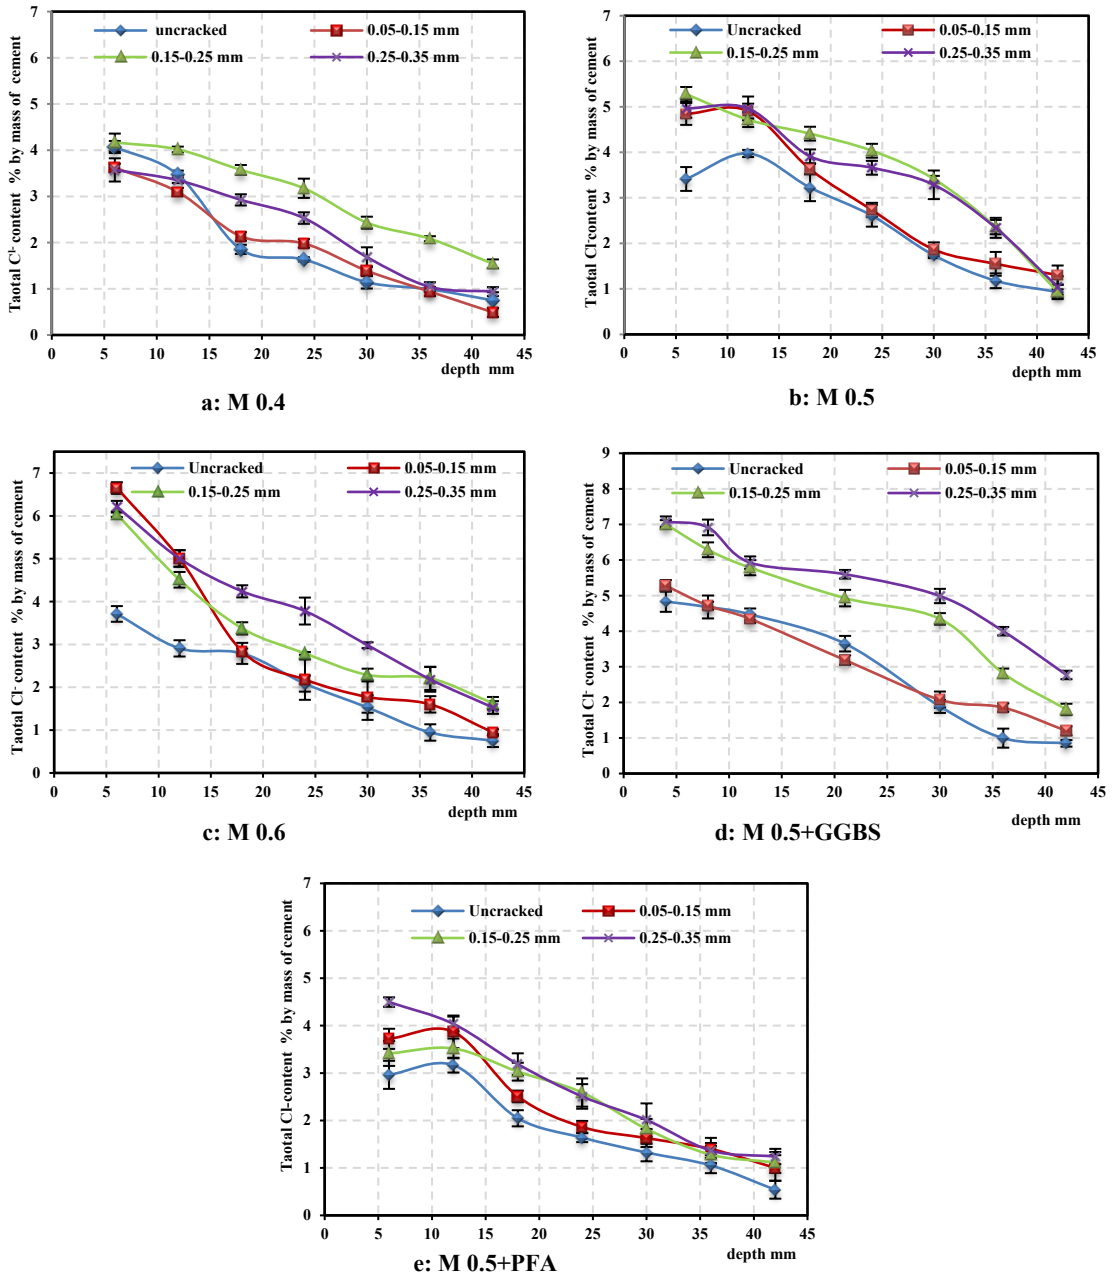 uncracked 0.05-0.15 mm
0.15-0.25 mm 0.25-0.35 mm
Taotal Cl- content % by mass of cement
7
6
5
4
3
2
1
0
0 5 10 15 20 25 30 35 40 45
depth mm
a: M 0.4
Uncracked 0.05-0.15 mm
0.15-0.25 mm 0.25-0.35 mm
Taotal Cl-content % by mass of cement
7
6
5
4
3
2
1
0
0 5 10 15 20 25 30 35 40 45
depth mm
b: M 0.5
Uncracked 0.05-0.15 mm
0.15-0.25 mm 0.25-0.35 mm
Taotal Cl- content % by mass of cement
7
6
5
4
3
2
1
0
0 5 10 15 20 25 30 35 40 45
depth mm
c: M 0.6
Uncracked 0.05-0.15 mm
0.15-0.25 mm 0.25-0.35 mm
Taotal Cl- content % by mass of cement
9
8
7
6
5
4
3
2
1
0
0 5 10 15 20 25 30 35 40 45
depth mm
d: M 0.5+GGBS
Uncracked 0.05-0.15 mm
0.15-0.25 mm 0.25-0.35 mm
Taotal Cl-content % by mass of cement
7
6
5
4
3
2
1
0
0 5 10 15 20 25 30 35 40 45
depth mm
e: M 0.5+PFA